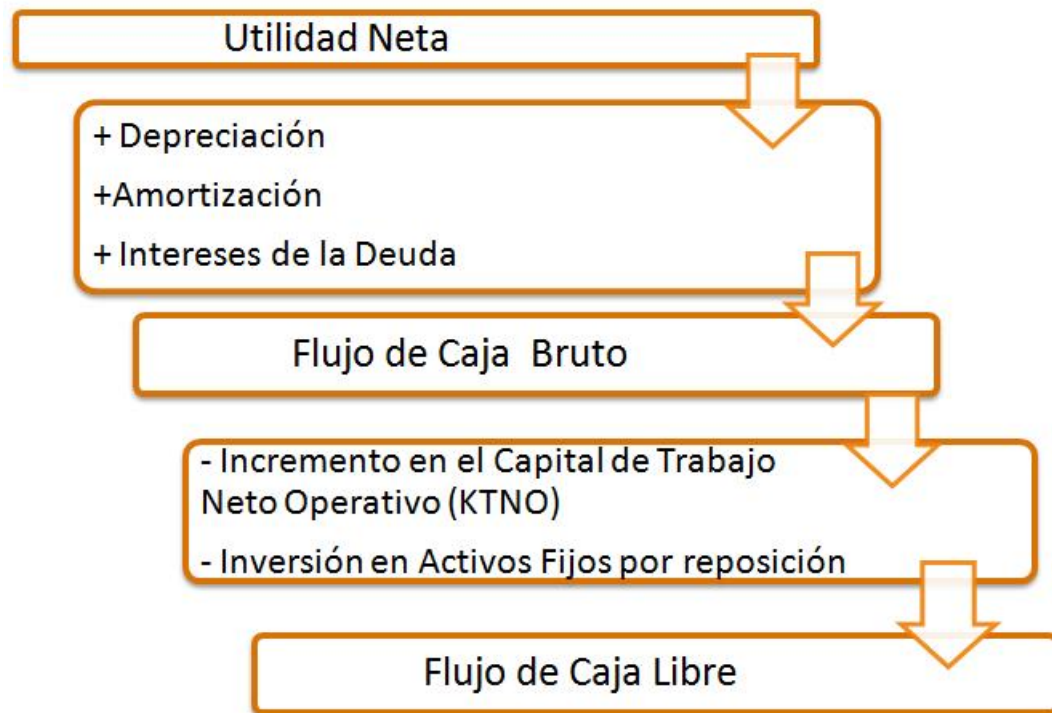 Utilidad Neta
+ Depreciación
+Amortización
+ Intereses de la Deuda
Flujo de Caja Bruto
- Incremento en el Capital de Trabajo
Neto Operativo (KTNO)
- Inversión en Activos Fijos por reposición
Flujo de Caja Libre